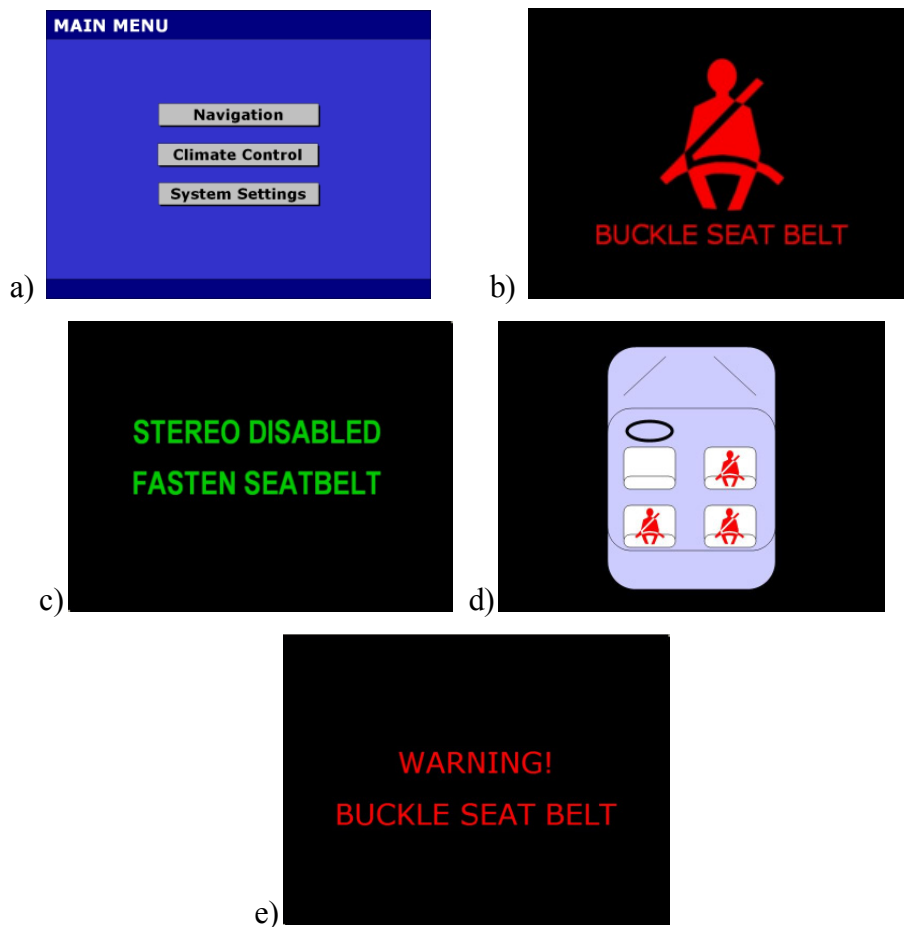 MAIN MENU
Navigation
Climate Control
System Settings
a)
BUCKLE SEAT BELT
b)
STEREO DISABLED
FASTEN SEATBELT
c)
d)
WARNING!
BUCKLE SEAT BELT
e)